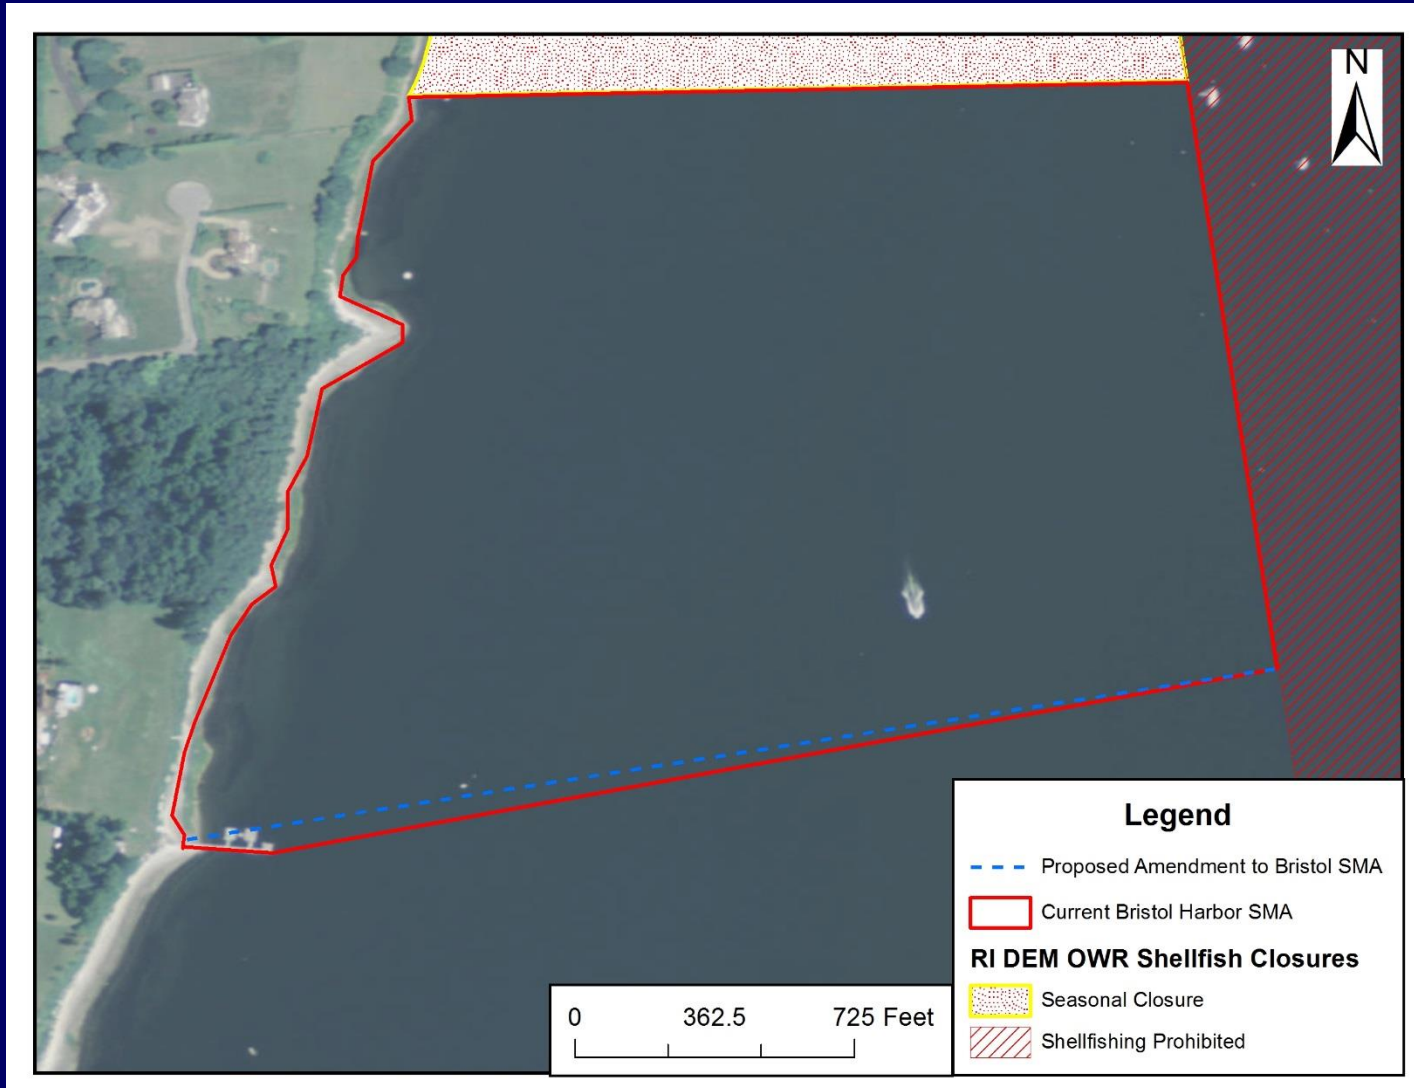 N
Legend
Proposed Amendment to Bristol SMA
Current Bristol Harbor SMA
RI DEM OWR Shellfish Closures
Seasonal Closure
Shellfishing Prohibited
0 362.5 725 Feet